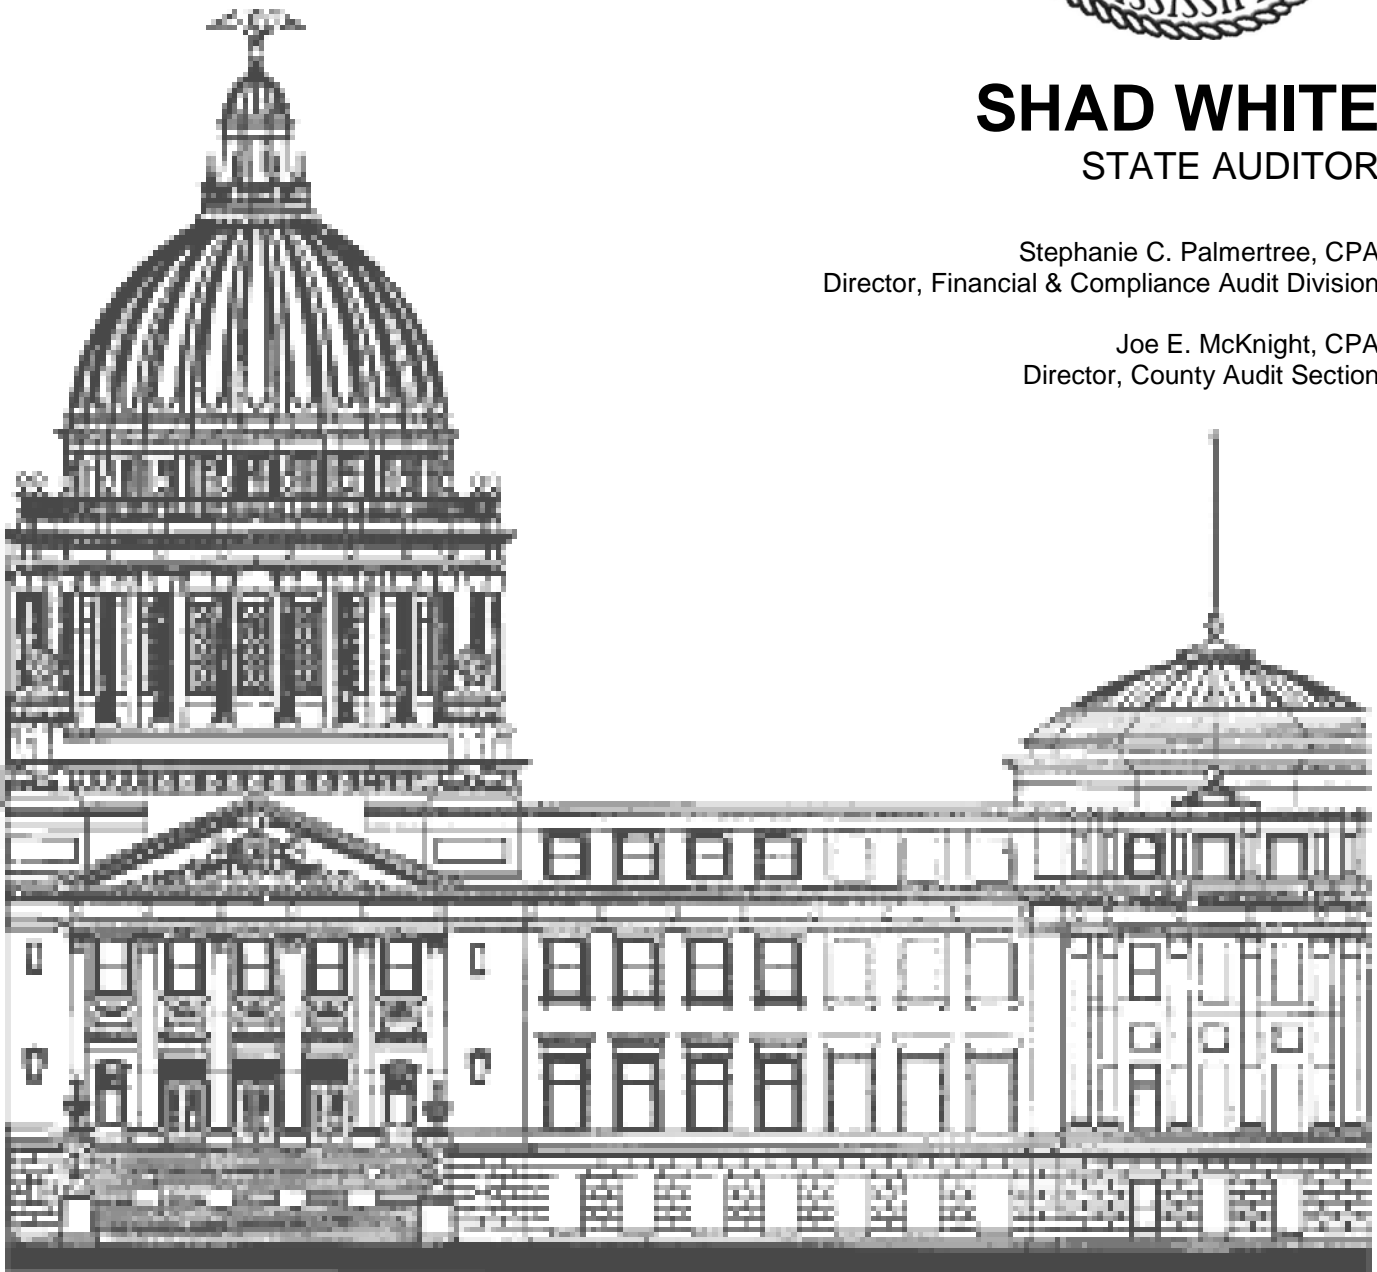 SHAD WHITE
STATE AUDITOR
Stephanie C. Palmertree, CPA
Director, Financial & Compliance Audit Division
Joe E. McKnight, CPA
Director, County Audit Section